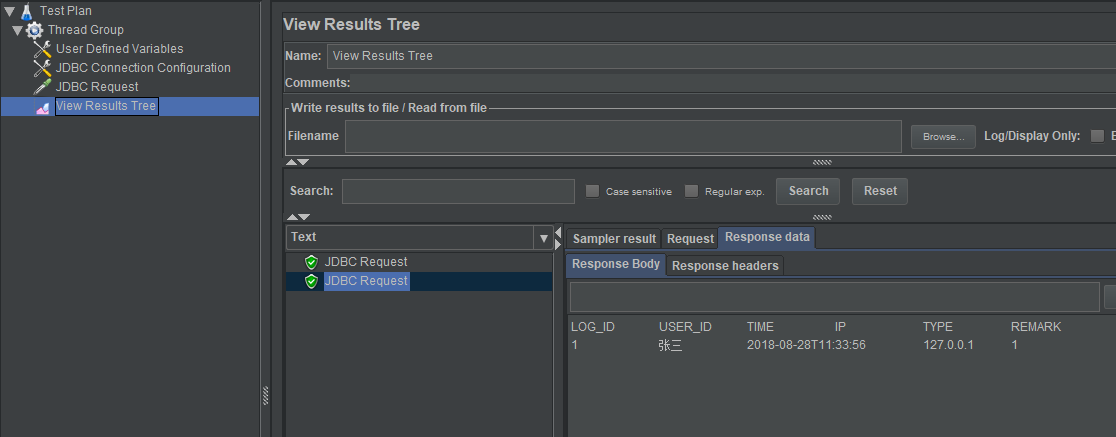 Test Plan
Thread Group
User Defined Variables
JDBC Connection Configuration
JDBC Request
View Results Tree
View Results Tree
Name: View Results Tree
Comments:
Write results to file / Read from file
Filename Browse... Log/Display Only:
Search: Case sensitive Regular exp. Search Reset
Text
JDBC Request
JDBC Request
Sampler result Request Response data
Response Body Response headers
LOG_ID USER_ID TIME IP TYPE REMARK
1 张三 2018-08-28T11:33:56 127.0.0.1 1